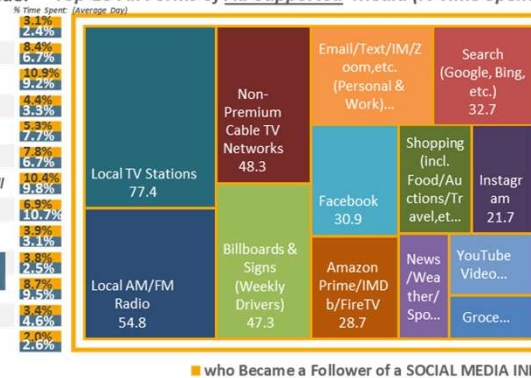 % Time Spent: (Average Day)
3.1%
2.4%
8.4%
6.7%
10.9%
9.2%
4.4%
3.3%
5.3%
7.7%
7.8%
6.7%
10.4%
9.8%
6.9%
10.7%
3.9%
3.1%
3.8%
2.5%
8.7%
9.5%
3.4%
4.6%
2.0%
2.6%
Local TV Stations
77.4
Local AM/FM
Radio
54.8
Non-
Premium
Cable TV
Networks
48.3
Billboards &
Signs
(Weekly
Drivers)
47.3
Email/Text/IM/Z
oom,etc.
(Personal &
Work)...
Search
(Google, Bing,
etc.)
32.7
Facebook
30.9
Shopping
(incl.
Food/Au
ctions/Tr
avel,et...
Instagr
am
21.7
Amazon
Prime/IMD
b/FireTV
28.7
News
/Wea
ther/
Spo...
YouTube
Video...
Groce...
who Became a Follower of a SOCIAL MEDIA